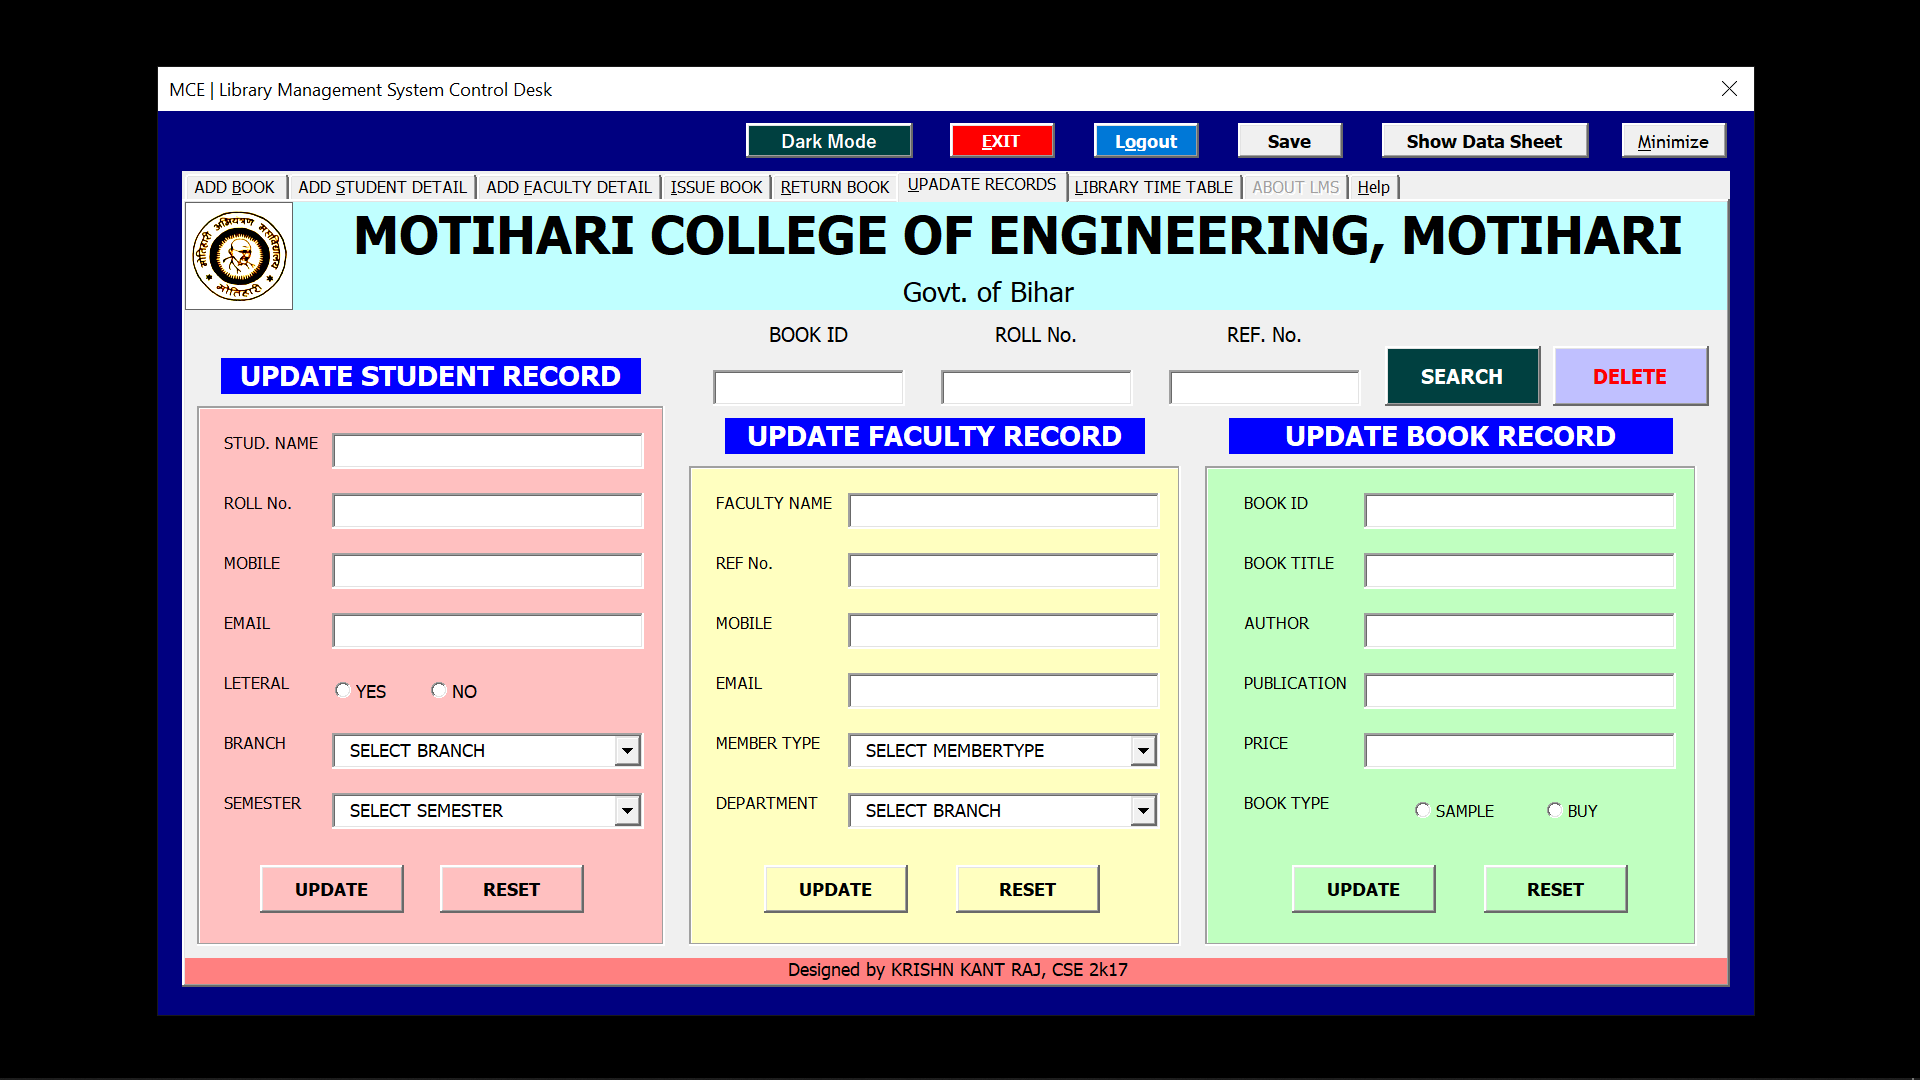 MCE | Library Management System Control Desk
Dark Mode EXIT Logout Save Show Data Sheet Minimize
ADD BOOK ADD STUDENT DETAIL ADD FACULTY DETAIL ISSUE BOOK RETURN BOOK UPADATE RECORDS LIBRARY TIME TABLE ABOUT LMS Help
मोतिहारी अभियंत्रण महाविद्यालय
मोतिहारी
MOTIHARI COLLEGE OF ENGINEERING, MOTIHARI
Govt. of Bihar
BOOK ID ROLL No. REF. No.
SEARCH DELETE
UPDATE STUDENT RECORD
STUD. NAME
ROLL No.
MOBILE
EMAIL
LETERAL YES NO
BRANCH SELECT BRANCH
SEMESTER SELECT SEMESTER
UPDATE RESET
UPDATE FACULTY RECORD
FACULTY NAME
REF No.
MOBILE
EMAIL
MEMBER TYPE SELECT MEMBERTYPE
DEPARTMENT SELECT BRANCH
UPDATE RESET
UPDATE BOOK RECORD
BOOK ID
BOOK TITLE
AUTHOR
PUBLICATION
PRICE
BOOK TYPE SAMPLE BUY
UPDATE RESET
Designed by KRISHN KANT RAJ, CSE 2k17